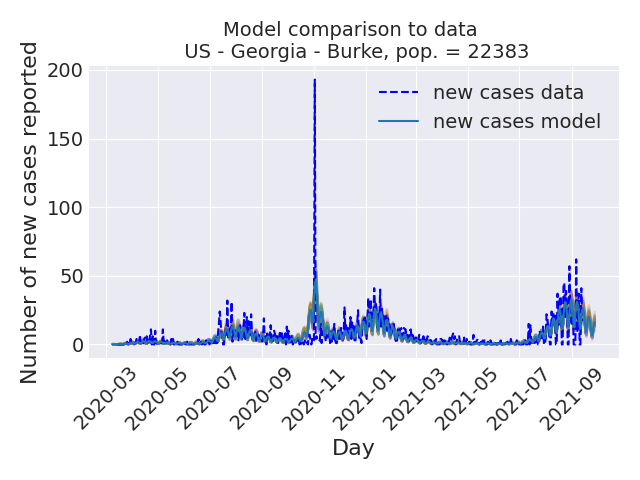 Model comparison to data
US - Georgia - Burke, pop. = 22383
Number of new cases reported
200
150
100
50
0
new cases data
new cases model
2020-03
2020-05
2020-07
2020-09
2020-11
2021-01
2021-03
2021-05
2021-07
2021-09
Day